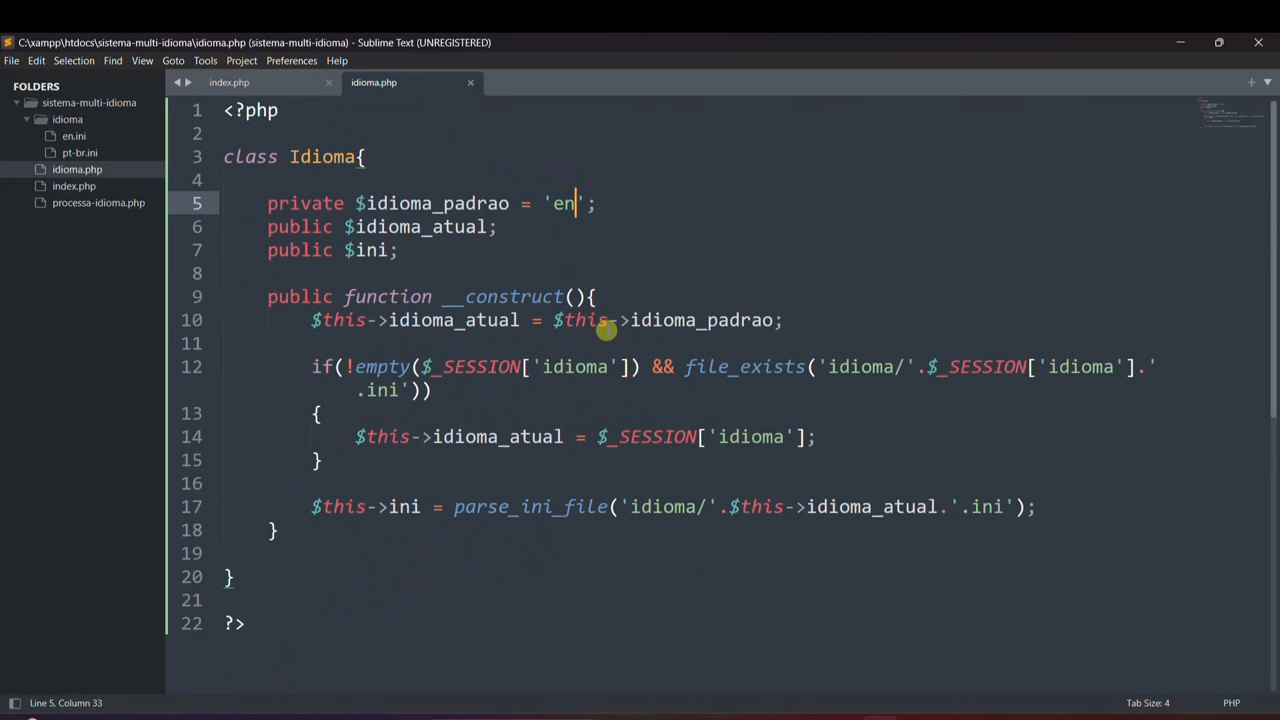 C:\xampp\htdocs\sistema-multi-idioma\idioma.php (sistema-multi-idioma) - Sublime Text (UNREGISTERED)
File Edit Selection Find View Goto Tools Project Preferences Help
FOLDERS
sistema-multi-idioma
idioma
en.ini
pt-br.ini
idioma.php
index.php
processa-idioma.php
index.php idioma.php
1 <?php
2
3 class Idioma{
4
5 private $idioma_padrao = 'en';
6 public $idioma_atual;
7 public $ini;
8
9 public function __construct(){
10 $this->idioma_atual = $this->idioma_padrao;
11
12 if(!empty($_SESSION['idioma']) && file_exists('idioma/'.$_SESSION['idioma'].'
.ini'))
13 {
14 $this->idioma_atual = $_SESSION['idioma'];
15 }
16
17 $this->ini = parse_ini_file('idioma/'.$this->idioma_atual.'.ini');
18 }
19
20 }
21
22 ?>
Line 5, Column 33
Tab Size: 4
PHP